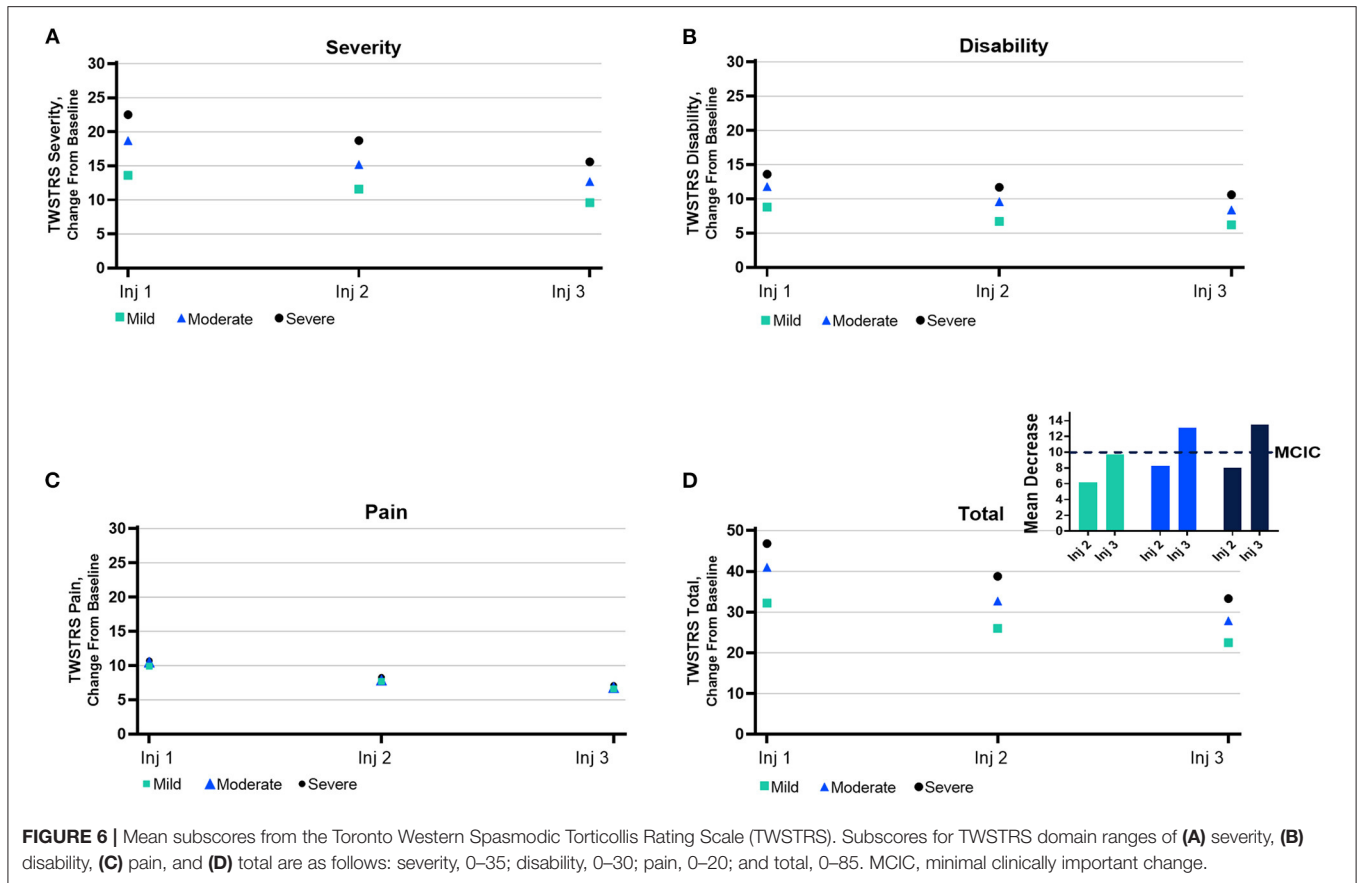 A
Severity
TWSTRS Severity,
Change From Baseline
30
25
20
15
10
5
0
Inj 1 Inj 2 Inj 3
Mild Moderate Severe
B
Disability
TWSTRS Disability,
Change From Baseline
30
25
20
15
10
5
0
Inj 1 Inj 2 Inj 3
Mild Moderate Severe
C
Pain
TWSTRS Pain,
Change From Baseline
30
25
20
15
10
5
0
Inj 1 Inj 2 Inj 3
Mild Moderate Severe
D
Total
TWSTRS Total,
Change From Baseline
50
40
30
20
10
0
Inj 1 Inj 2 Inj 3
Mild Moderate Severe
Mean Decrease
14
12
10
8
6
4
2
0
MCIC
Inj 2 Inj 3 Inj 2 Inj 3 Inj 2 Inj 3
FIGURE 6 | Mean subscores from the Toronto Western Spasmodic Torticollis Rating Scale (TWSTRS). Subscores for TWSTRS domain ranges of (A) severity, (B)
disability, (C) pain, and (D) total are as follows: severity, 0–35; disability, 0–30; pain, 0–20; and total, 0–85. MCIC, minimal clinically important change.